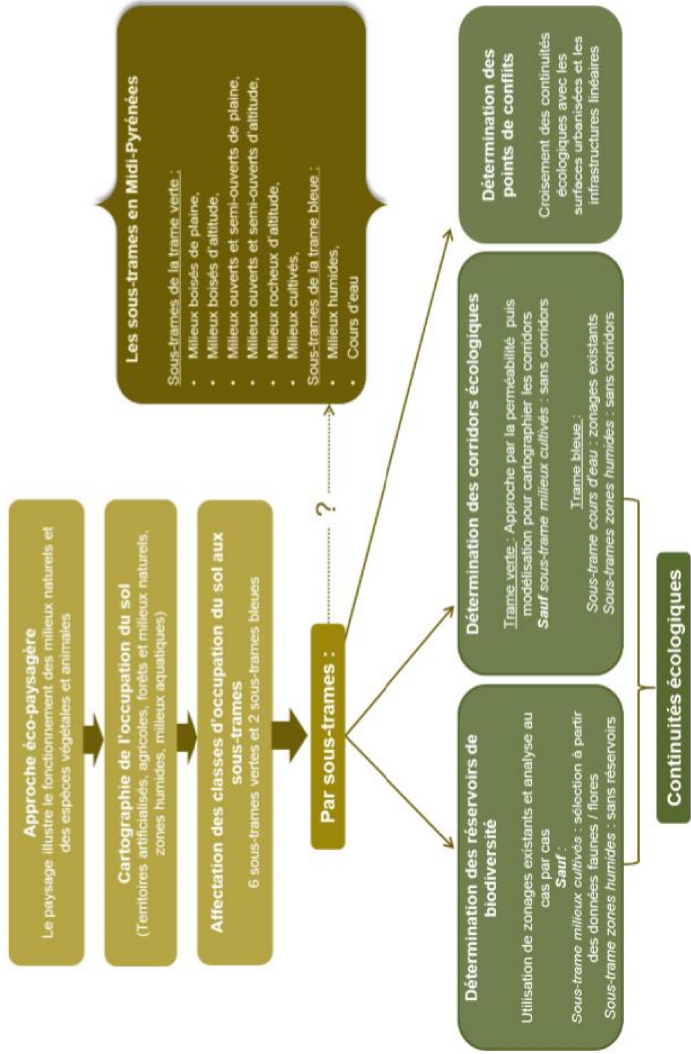 Approche éco-paysagère
Le paysage illustre le fonctionnement des milieux naturels et
des espèces végétales et animales
Cartographie de l'occupation du sol
(Territoires artificialisés, agricoles, forêts et milieux naturels,
zones humides, milieux aquatiques)
Affectation des classes d'occupation du sol aux
sous-trames
6 sous-trames vertes et 2 sous-trames bleues
Par sous-trames :
?
Les sous-trames en Midi-Pyrénées
Sous-trames de la trame verte :
• Milieux boisés de plaine,
• Milieux boisés d'altitude,
• Milieux ouverts et semi-ouverts de plaine,
• Milieux ouverts et semi-ouverts d'altitude,
• Milieux rocheux d'altitude,
• Milieux cultivés,
Sous-trames de la trame bleue :
• Milieux humides,
• Cours d'eau
Détermination des réservoirs de
biodiversité
Utilisation de zonages existants et analyse au
cas par cas
Sauf :
Sous-trame milieux cultivés : sélection à partir
des données faunes / flores
Sous-trame zones humides : sans réservoirs
Détermination des corridors écologiques
Trame verte : Approche par la perméabilité puis
modélisation pour cartographier les corridors
Sauf sous-trame milieux cultivés : sans corridors
Trame bleue :
Sous-trame cours d'eau : zonages existants
Sous-trames zones humides : sans corridors
Détermination des
points de conflits
Croisement des continuités
écologiques avec les
surfaces urbanisées et les
infrastructures linéaires
Continuités écologiques